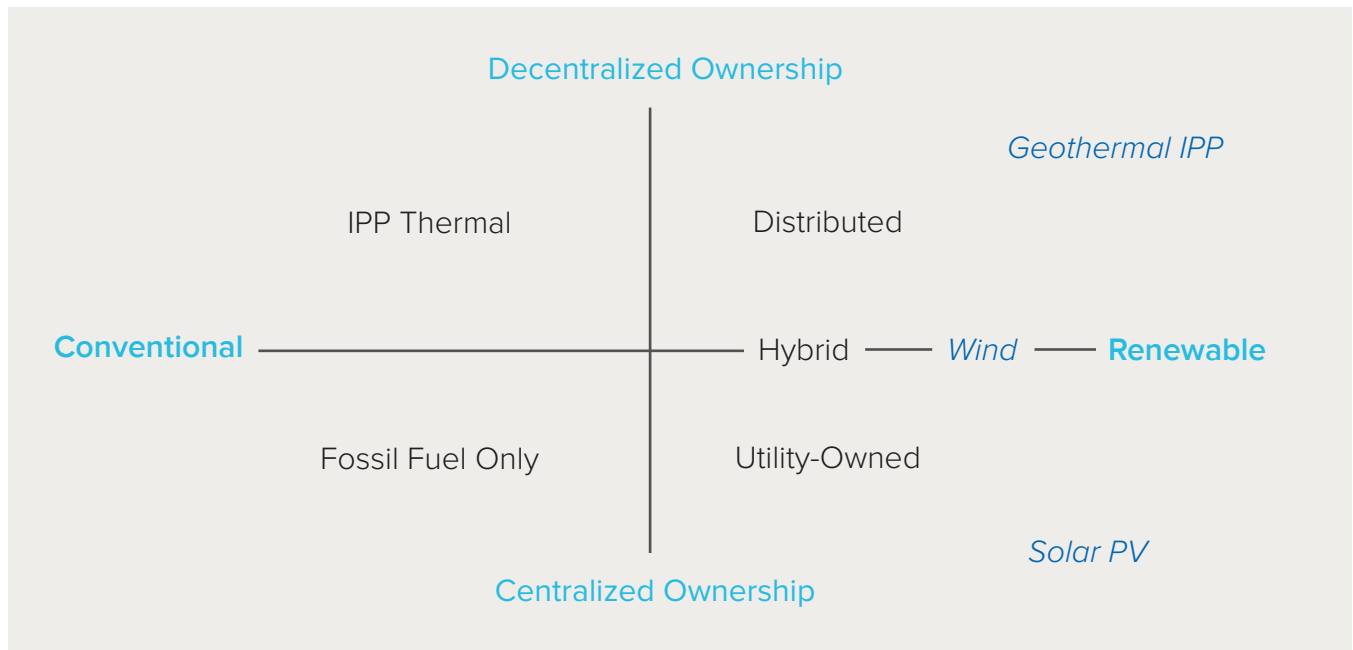 Decentralized Ownership
Geothermal IPP
IPP Thermal
Distributed
Conventional
Hybrid
Wind
Renewable
Fossil Fuel Only
Utility-Owned
Solar PV
Centralized Ownership